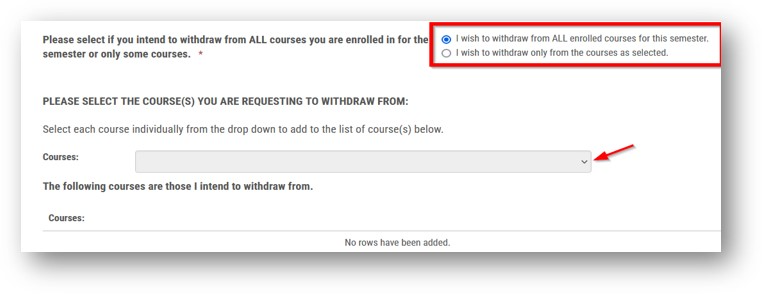 Please select if you intend to withdraw from ALL courses you are enrolled in for the
semester or only some courses. *
I wish to withdraw from ALL enrolled courses for this semester.
I wish to withdraw only from the courses as selected.
PLEASE SELECT THE COURSE(S) YOU ARE REQUESTING TO WITHDRAW FROM:
Select each course individually from the drop down to add to the list of course(s) below.
Courses:
The following courses are those I intend to withdraw from.
Courses:
No rows have been added.